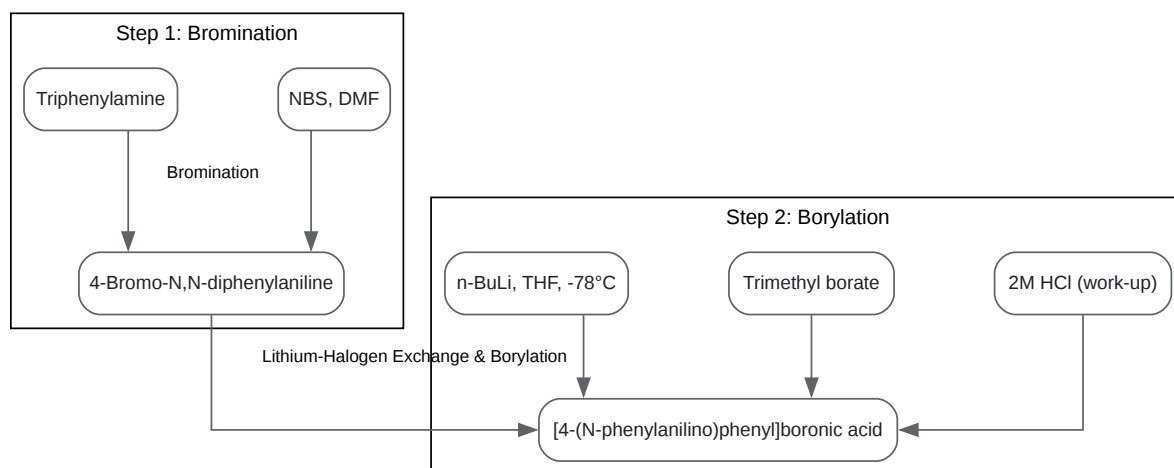 Step 1: Bromination
Triphenylamine
NBS, DMF
Bromination
4-Bromo-N,N-diphenylaniline
Step 2: Borylation
n-BuLi, THF, -78°C
Trimethyl borate
2M HCl (work-up)
Lithium-Halogen Exchange & Borylation
[4-(N-phenylanilino)phenyl]boronic acid